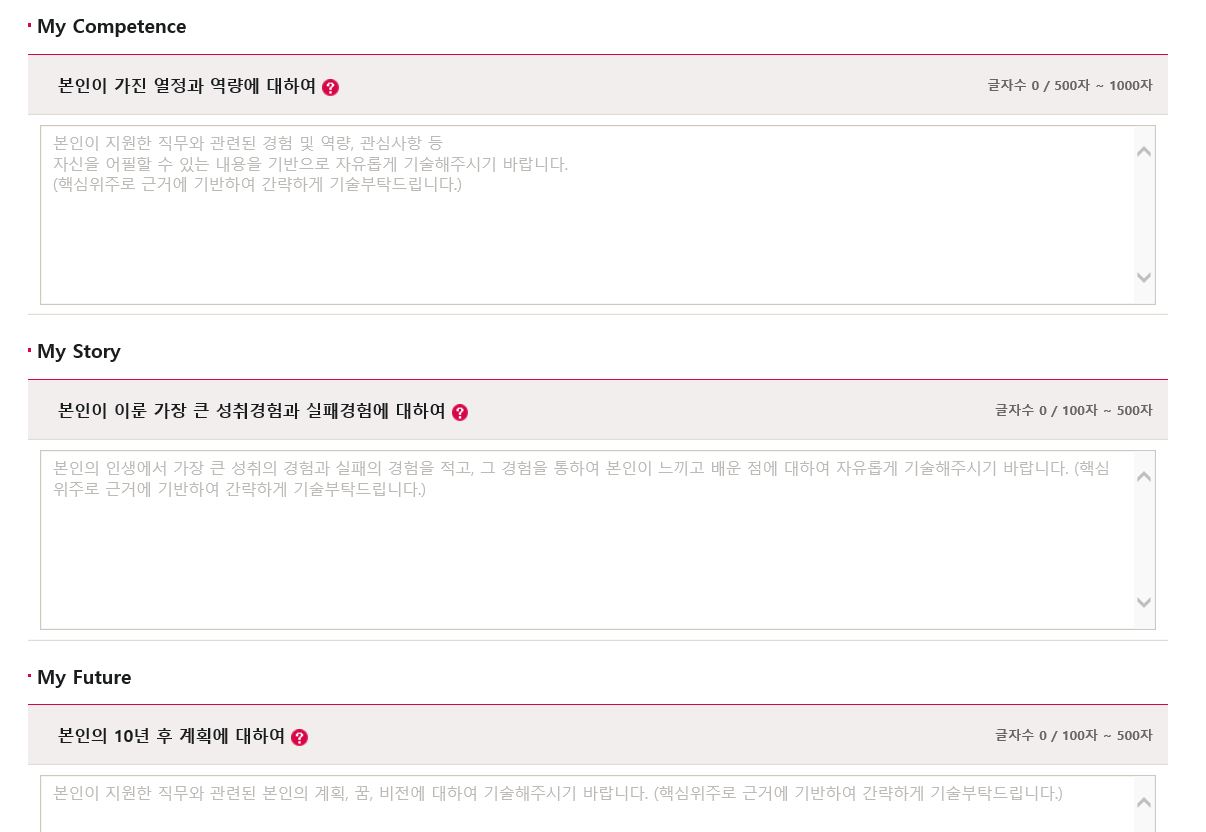 My Competence
본인이 가진 열정과 역량에 대하여 ?
글자수 0 / 500자 ~ 1000자
본인이 지원한 직무와 관련된 경험 및 역량, 관심사항 등
자신을 어필할 수 있는 내용을 기반으로 자유롭게 기술해주시기 바랍니다.
(핵심위주로 근거에 기반하여 간략하게 기술부탁드립니다.)
My Story
본인이 이룬 가장 큰 성취경험과 실패경험에 대하여 ?
글자수 0 / 100자 ~ 500자
본인의 인생에서 가장 큰 성취의 경험과 실패의 경험을 적고, 그 경험을 통하여 본인이 느끼고 배운 점에 대하여 자유롭게 기술해주시기 바랍니다. (핵심
위주로 근거에 기반하여 간략하게 기술부탁드립니다.)
My Future
본인의 10년 후 계획에 대하여 ?
글자수 0 / 100자 ~ 500자
본인이 지원한 직무와 관련된 본인의 계획, 꿈, 비전에 대하여 기술해주시기 바랍니다. (핵심위주로 근거에 기반하여 간략하게 기술부탁드립니다.)